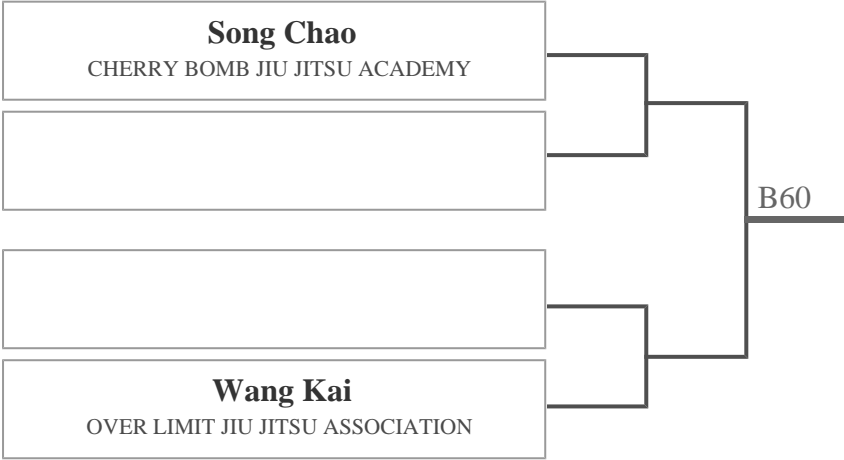 Song Chao
CHERRY BOMB JIU JITSU ACADEMY
B60
Wang Kai
OVER LIMIT JIU JITSU ASSOCIATION